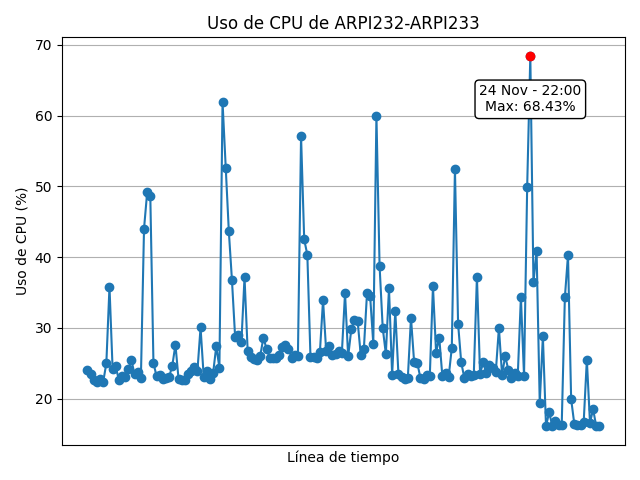 Uso de CPU de ARPI232-ARPI233
70
60
50
40
30
20
Uso de CPU (%)
24 Nov - 22:00
Max: 68.43%
Línea de tiempo